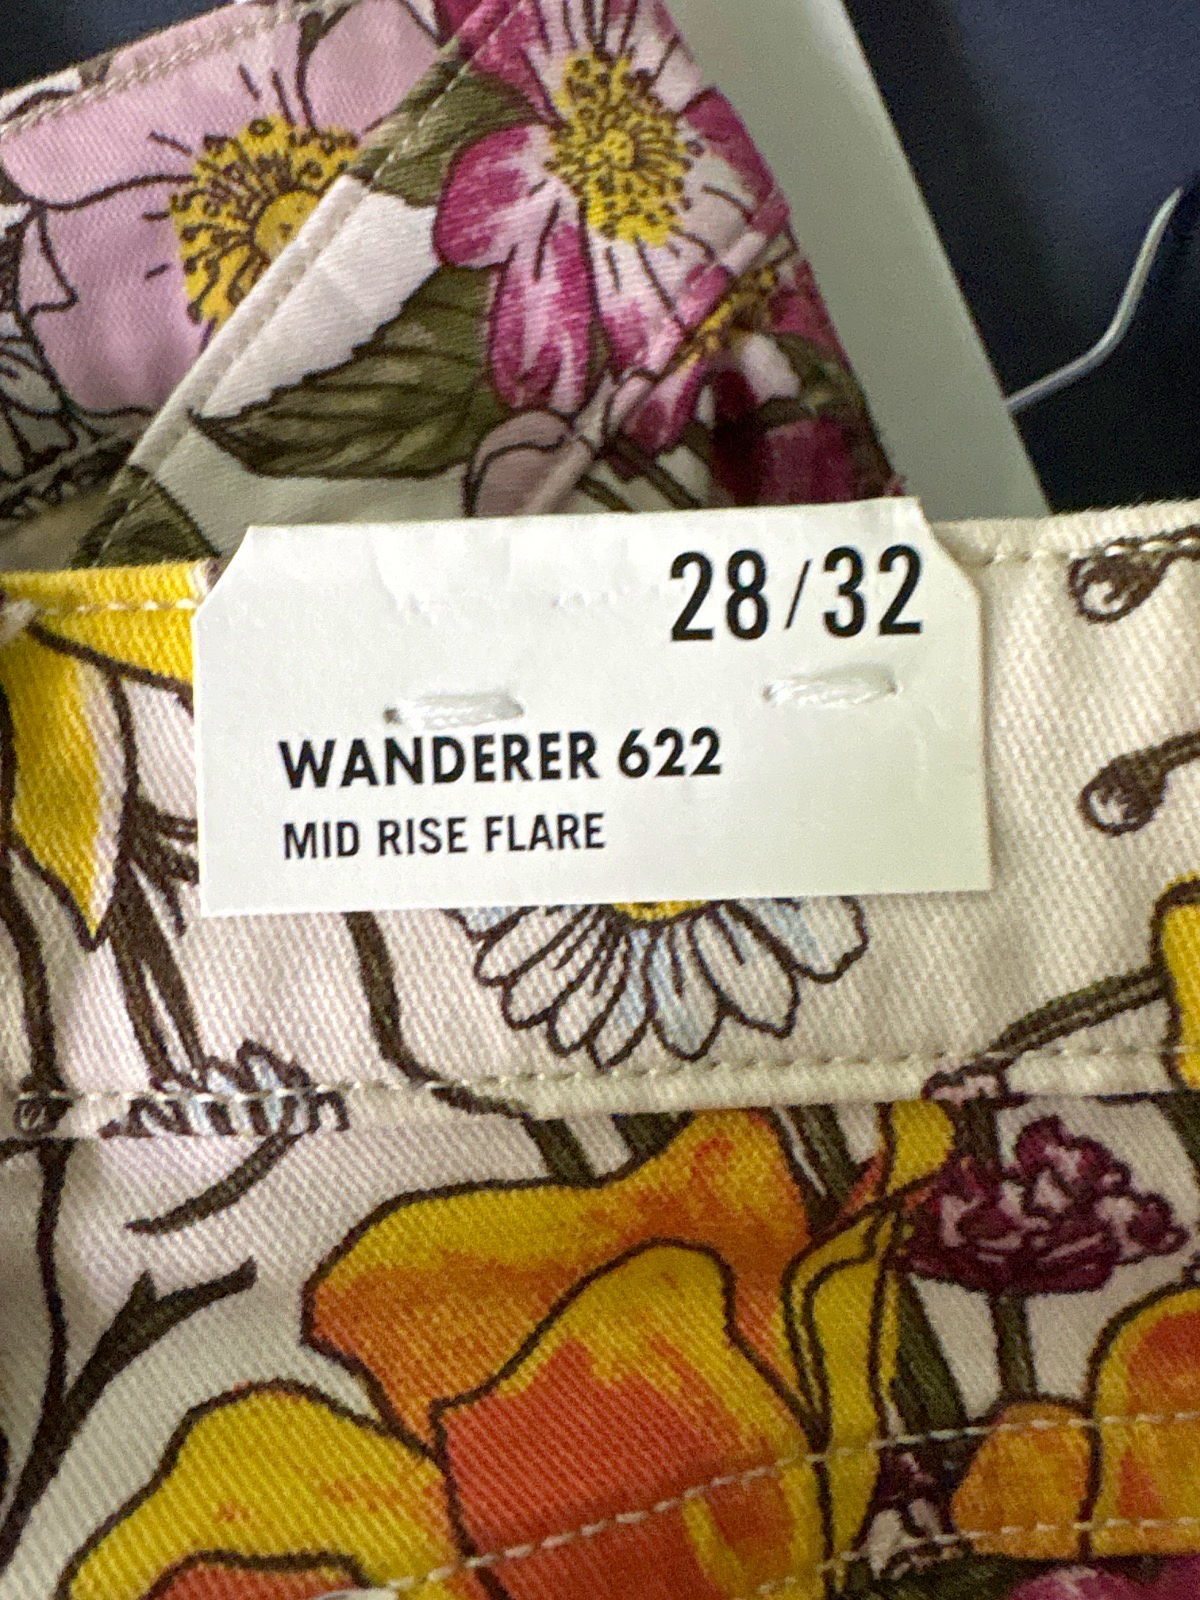 28/32
WANDERER 622
MID RISE FLARE